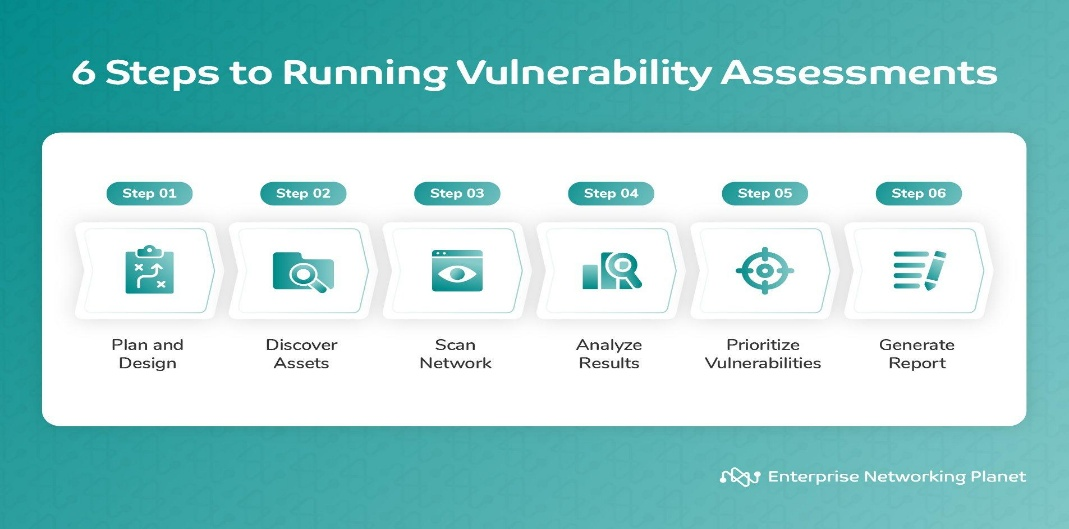 6 Steps to Running Vulnerability Assessments
Step 01
Step 02
Step 03
Step 04
Step 05
Step 06
Plan and
Design
Discover
Assets
Scan
Network
Analyze
Results
Prioritize
Vulnerabilities
Generate
Report
Enterprise Networking Planet